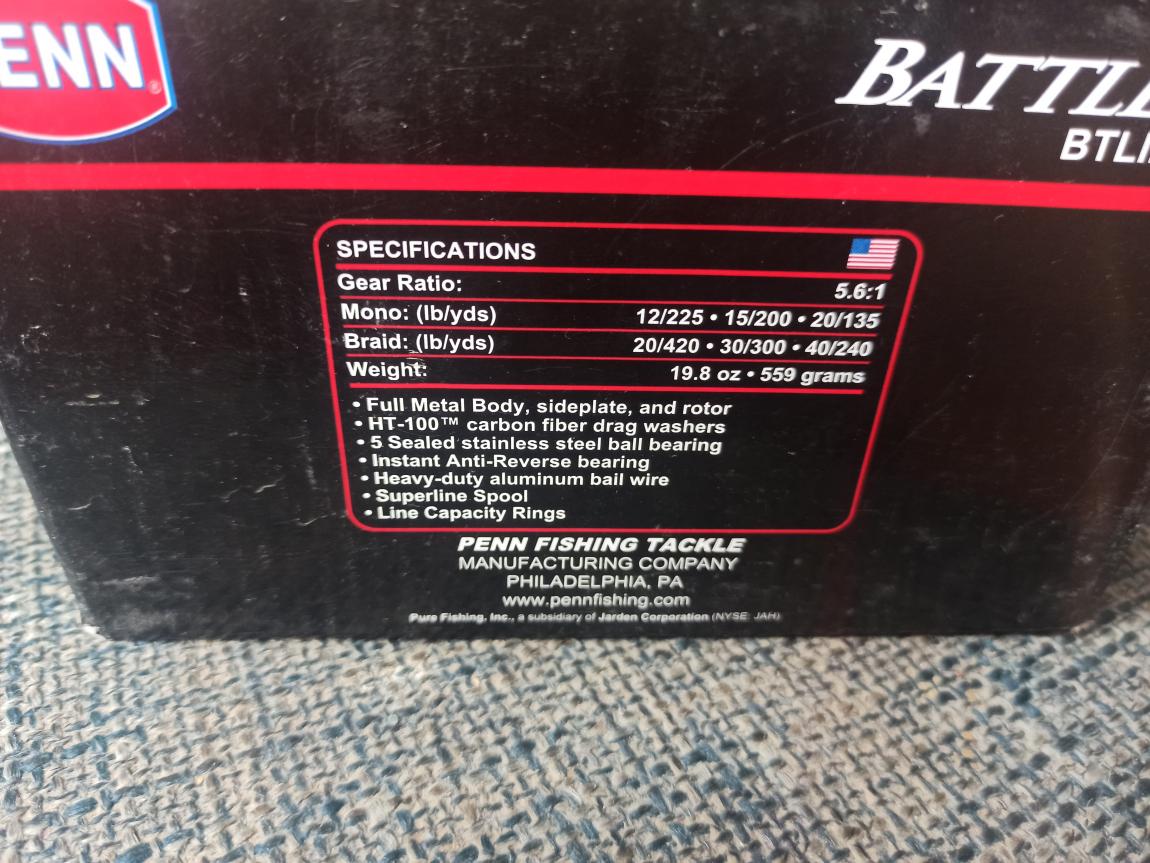 ENN®
BATTL
BTLI
SPECIFICATIONS
Gear Ratio: 5.6:1
Mono: (lb/yds) 12/225 • 15/200 • 20/135
Braid: (lb/yds) 20/420 • 30/300 • 40/240
Weight: 19.8 oz • 559 grams
• Full Metal Body, sideplate, and rotor
• HT-100™ carbon fiber drag washers
• 5 Sealed stainless steel ball bearing
• Instant Anti-Reverse bearing
• Heavy-duty aluminum bail wire
• Superline Spool
• Line Capacity Rings
PENN FISHING TACKLE
MANUFACTURING COMPANY
PHILADELPHIA, PA
www.pennfishing.com
Pure Fishing, Inc., a subsidiary of Jarden Corporation (NYSE: JAH)